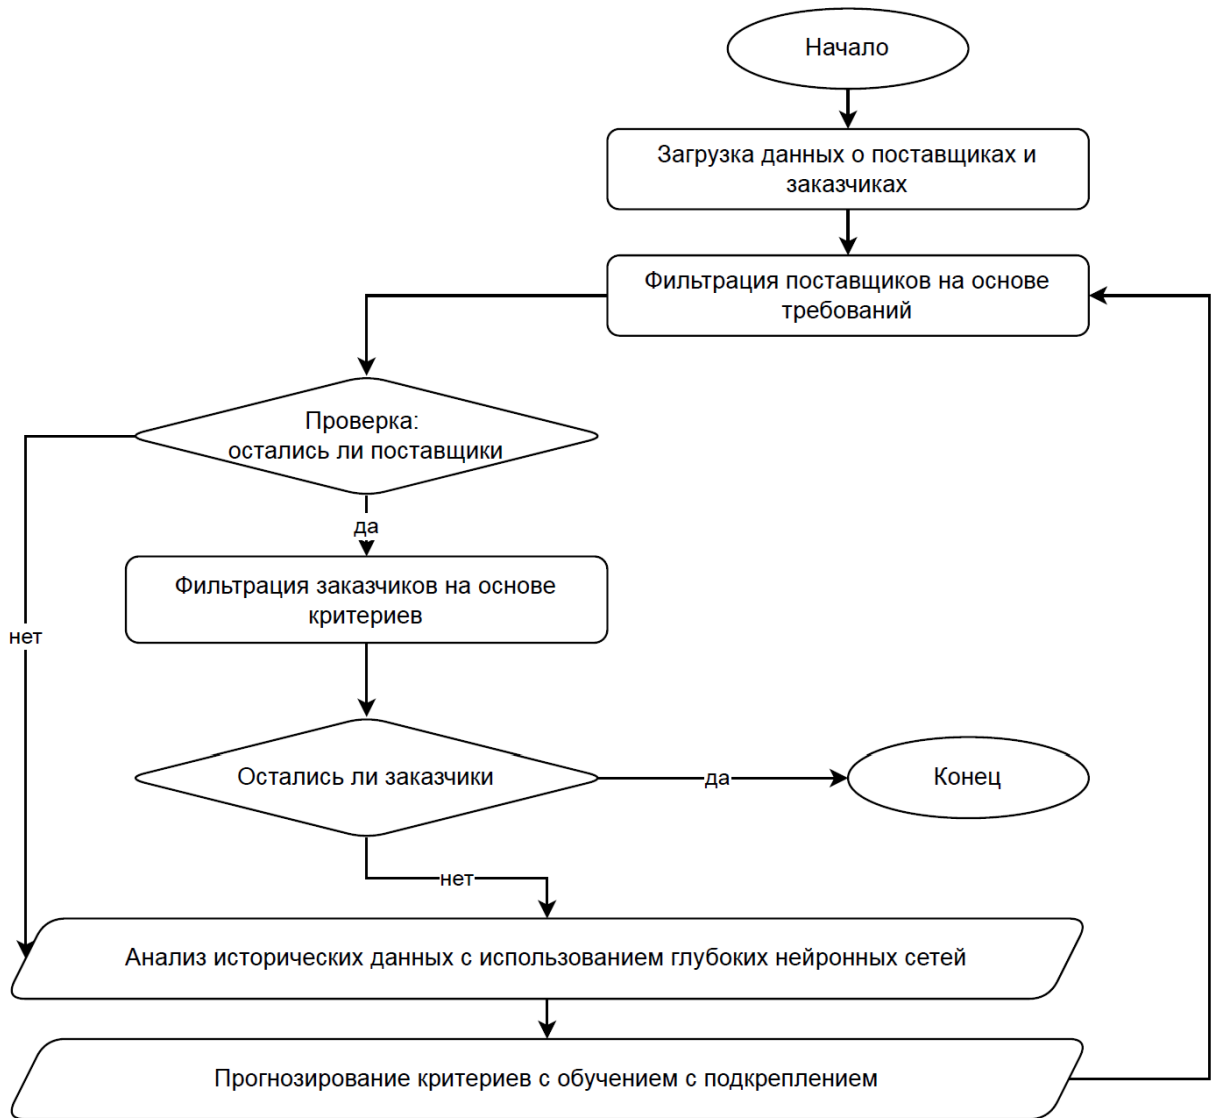 Начало
Загрузка данных о поставщиках и
заказчиках
Фильтрация поставщиков на основе
требований
Проверка:
остались ли поставщики
да
Фильтрация заказчиков на основе
критериев
нет
Остались ли заказчики
да
Конец
нет
Анализ исторических данных с использованием глубоких нейронных сетей
Прогнозирование критериев с обучением с подкреплением